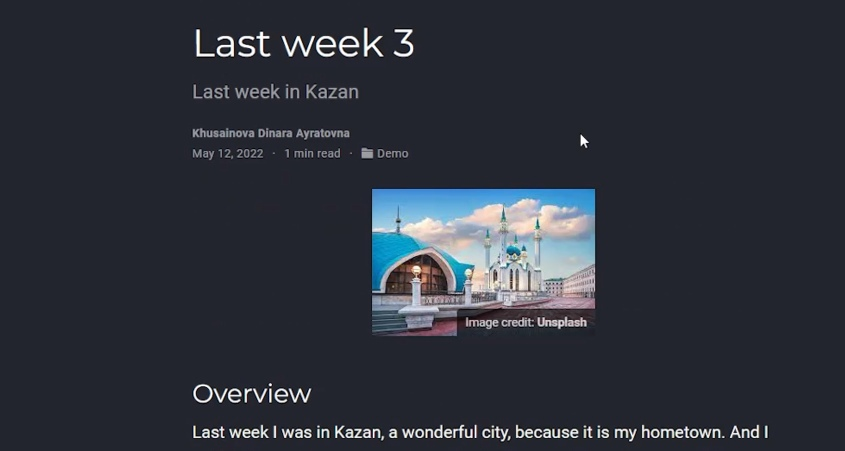 Last week 3
Last week in Kazan
Khusainova Dinara Ayratovna
May 12, 2022 · 1 min read · Demo
Image credit: Unsplash
Overview
Last week I was in Kazan, a wonderful city, because it is my hometown. And I